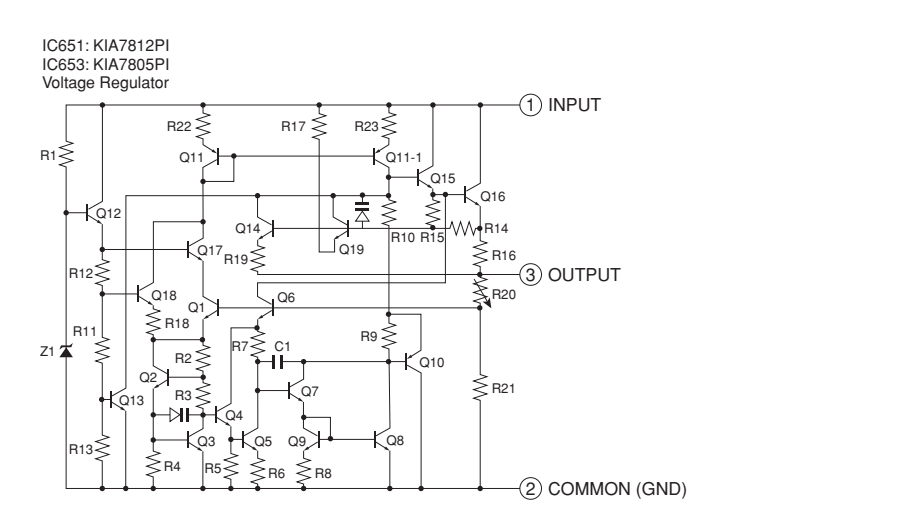 IC651: KIA7812PI
IC653: KIA7805PI
Voltage Regulator
1 INPUT
R22 R17 R23
R1 Q11 Q11-1
Q15
Q16
Q12
Q14 Q19 R10 R15 R14
Q17 R19 R16
R12 3 OUTPUT
Q18 Q1 Q6 R20
R18
R11 R7 C1 R9
Z1 R2 Q10
Q2 Q7 R21
R3
Q13 Q4
R13 Q3 Q5 Q9 Q8
R4 R5 R6 R8
2 COMMON (GND)